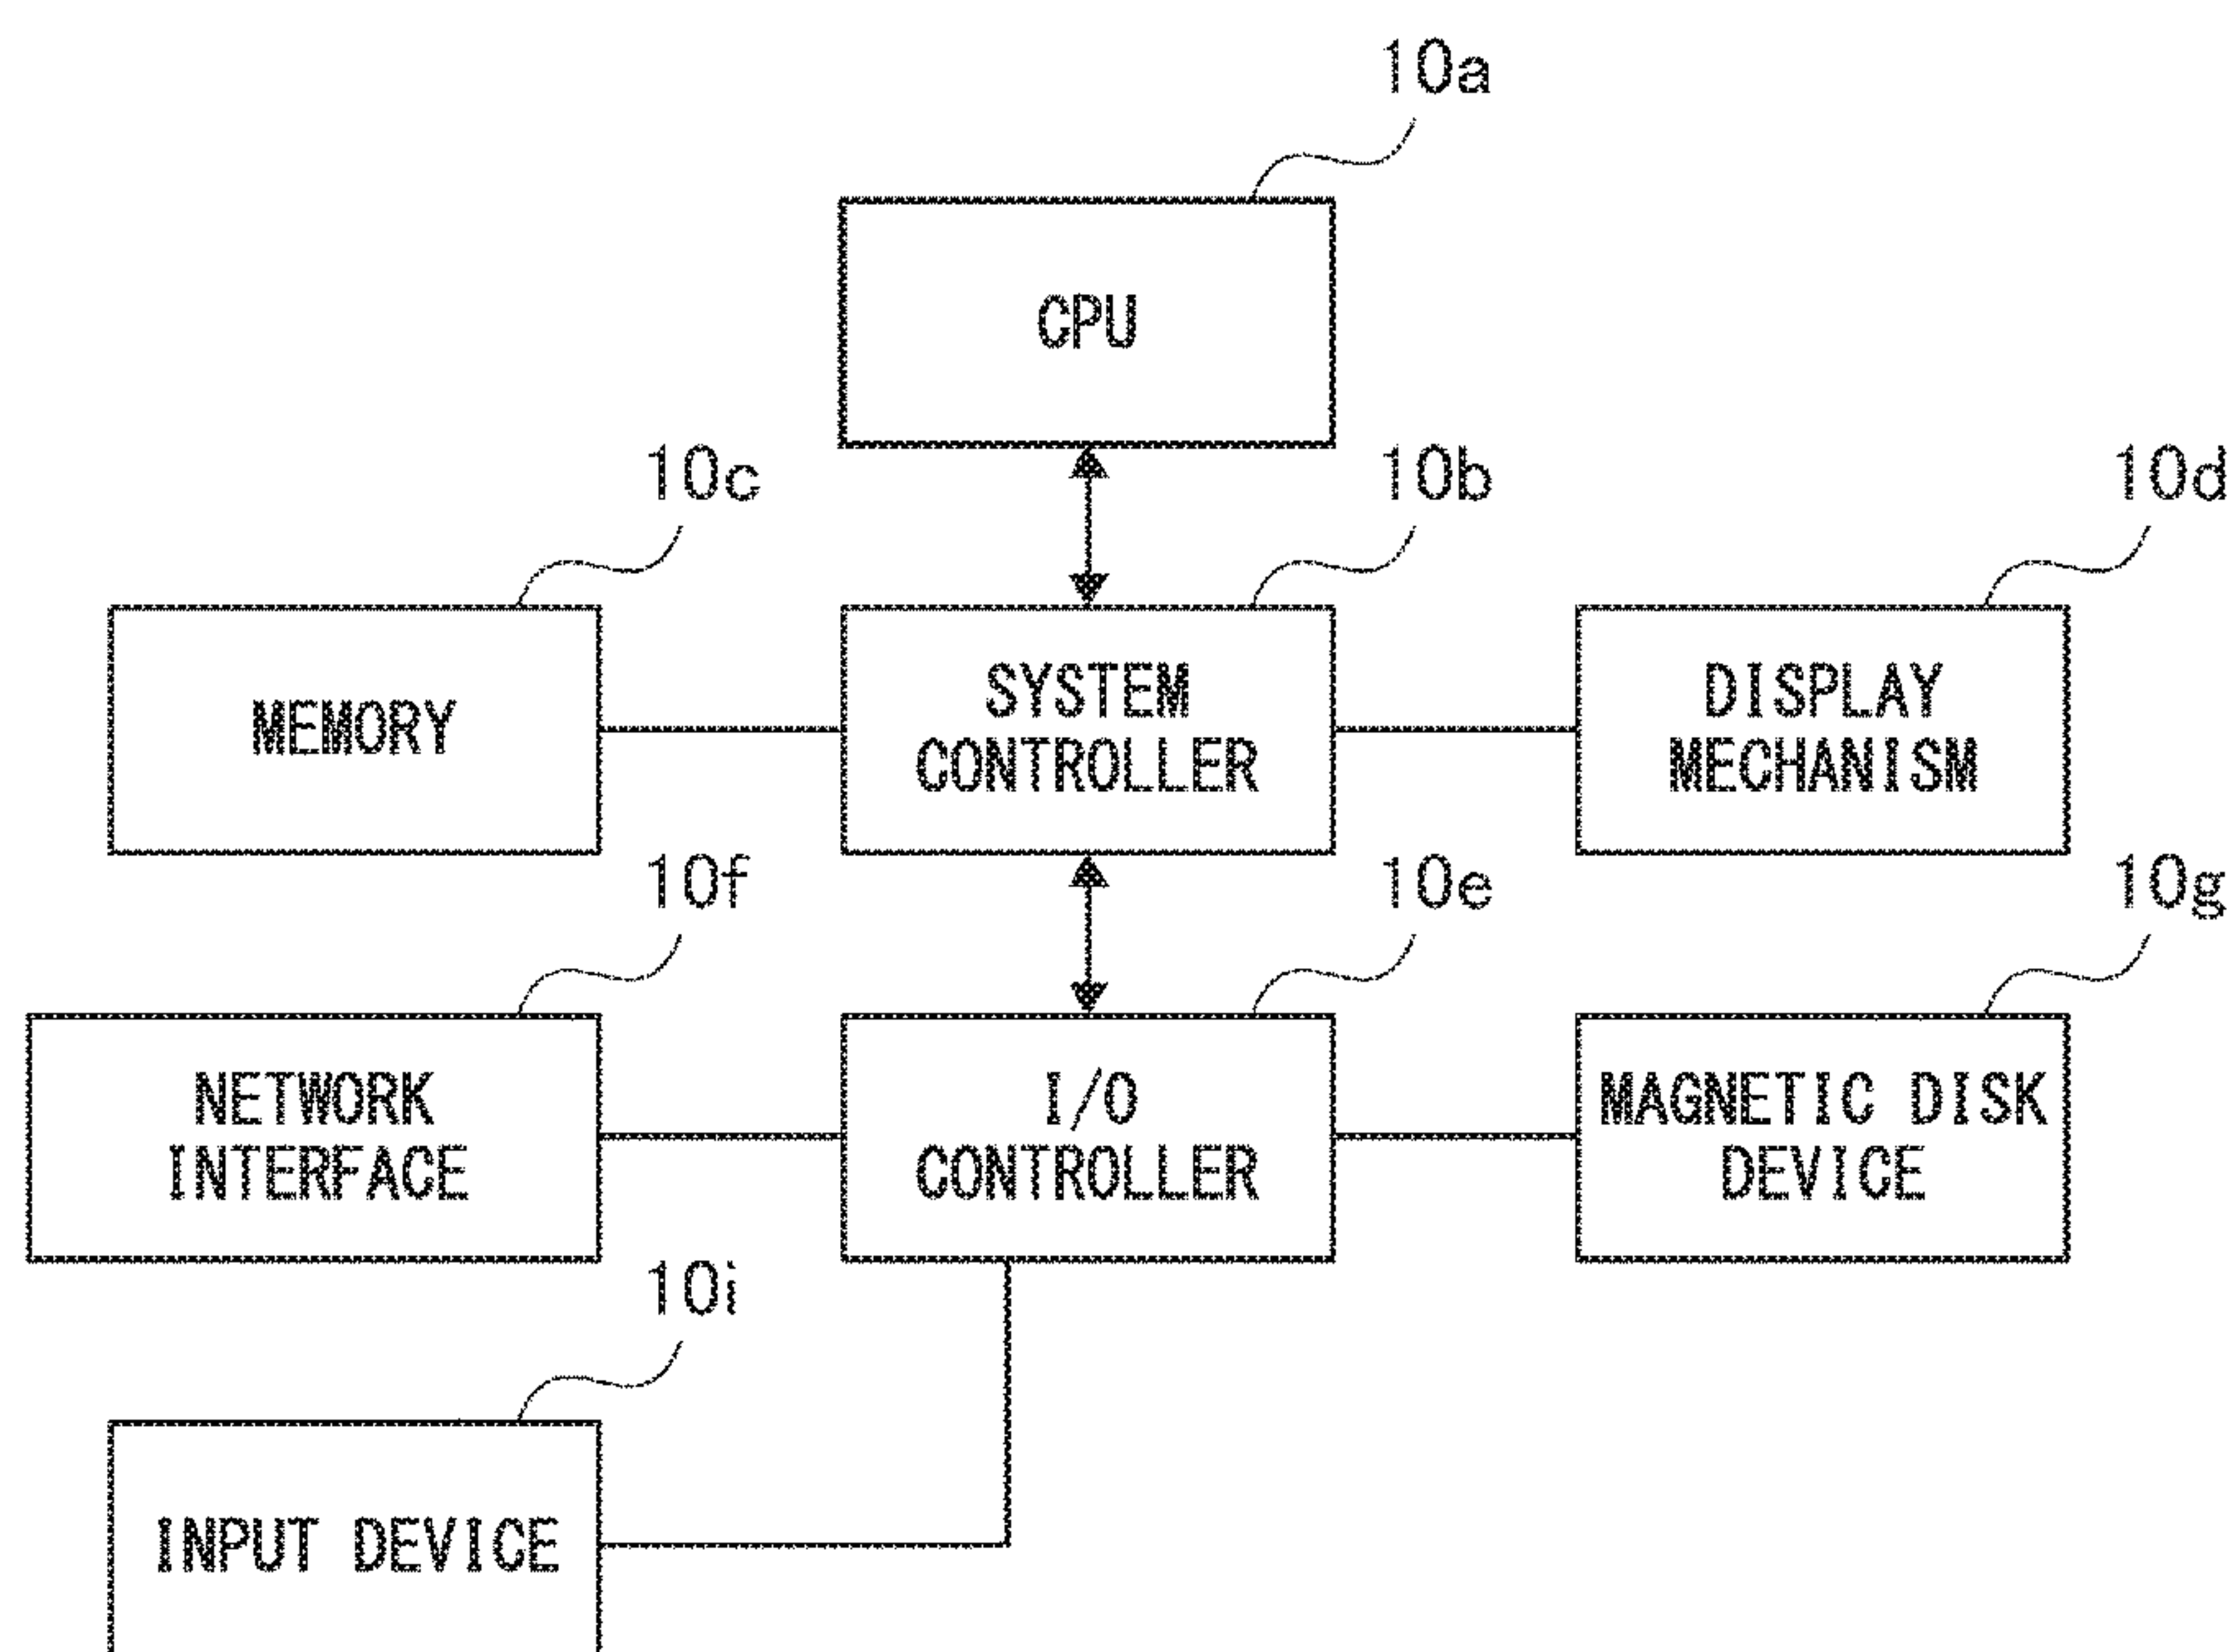 10a
CPU
10c
10b
10d
MEMORY
SYSTEM
CONTROLLER
DISPLAY
MECHANISM
10f
10e
10g
NETWORK
INTERFACE
I/O
CONTROLLER
MAGNETIC DISK
DEVICE
10i
INPUT DEVICE